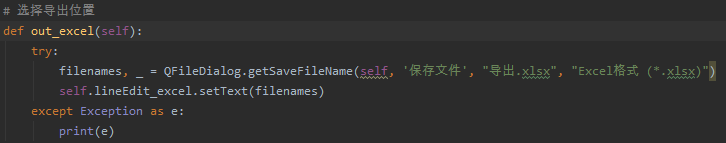 # 选择导出位置
def out_excel(self):
    try:
        filenames, _ = QFileDialog.getSaveFileName(self, '保存文件', "导出.xlsx", "Excel格式 (*.xlsx)")
        self.lineEdit_excel.setText(filenames)
    except Exception as e:
        print(e)